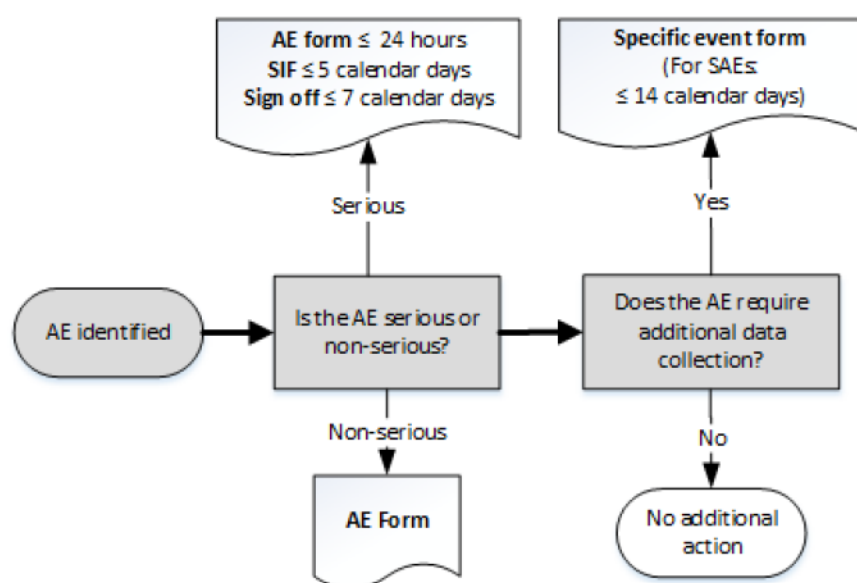 AE form ≤ 24 hours
SIF ≤ 5 calendar days
Sign off ≤ 7 calendar days
Specific event form
(For SAEs:
≤ 14 calendar days)
Serious
Yes
AE identified
Is the AE serious or
non-serious?
Does the AE require
additional data
collection?
Non-serious
No
AE Form
No additional
action